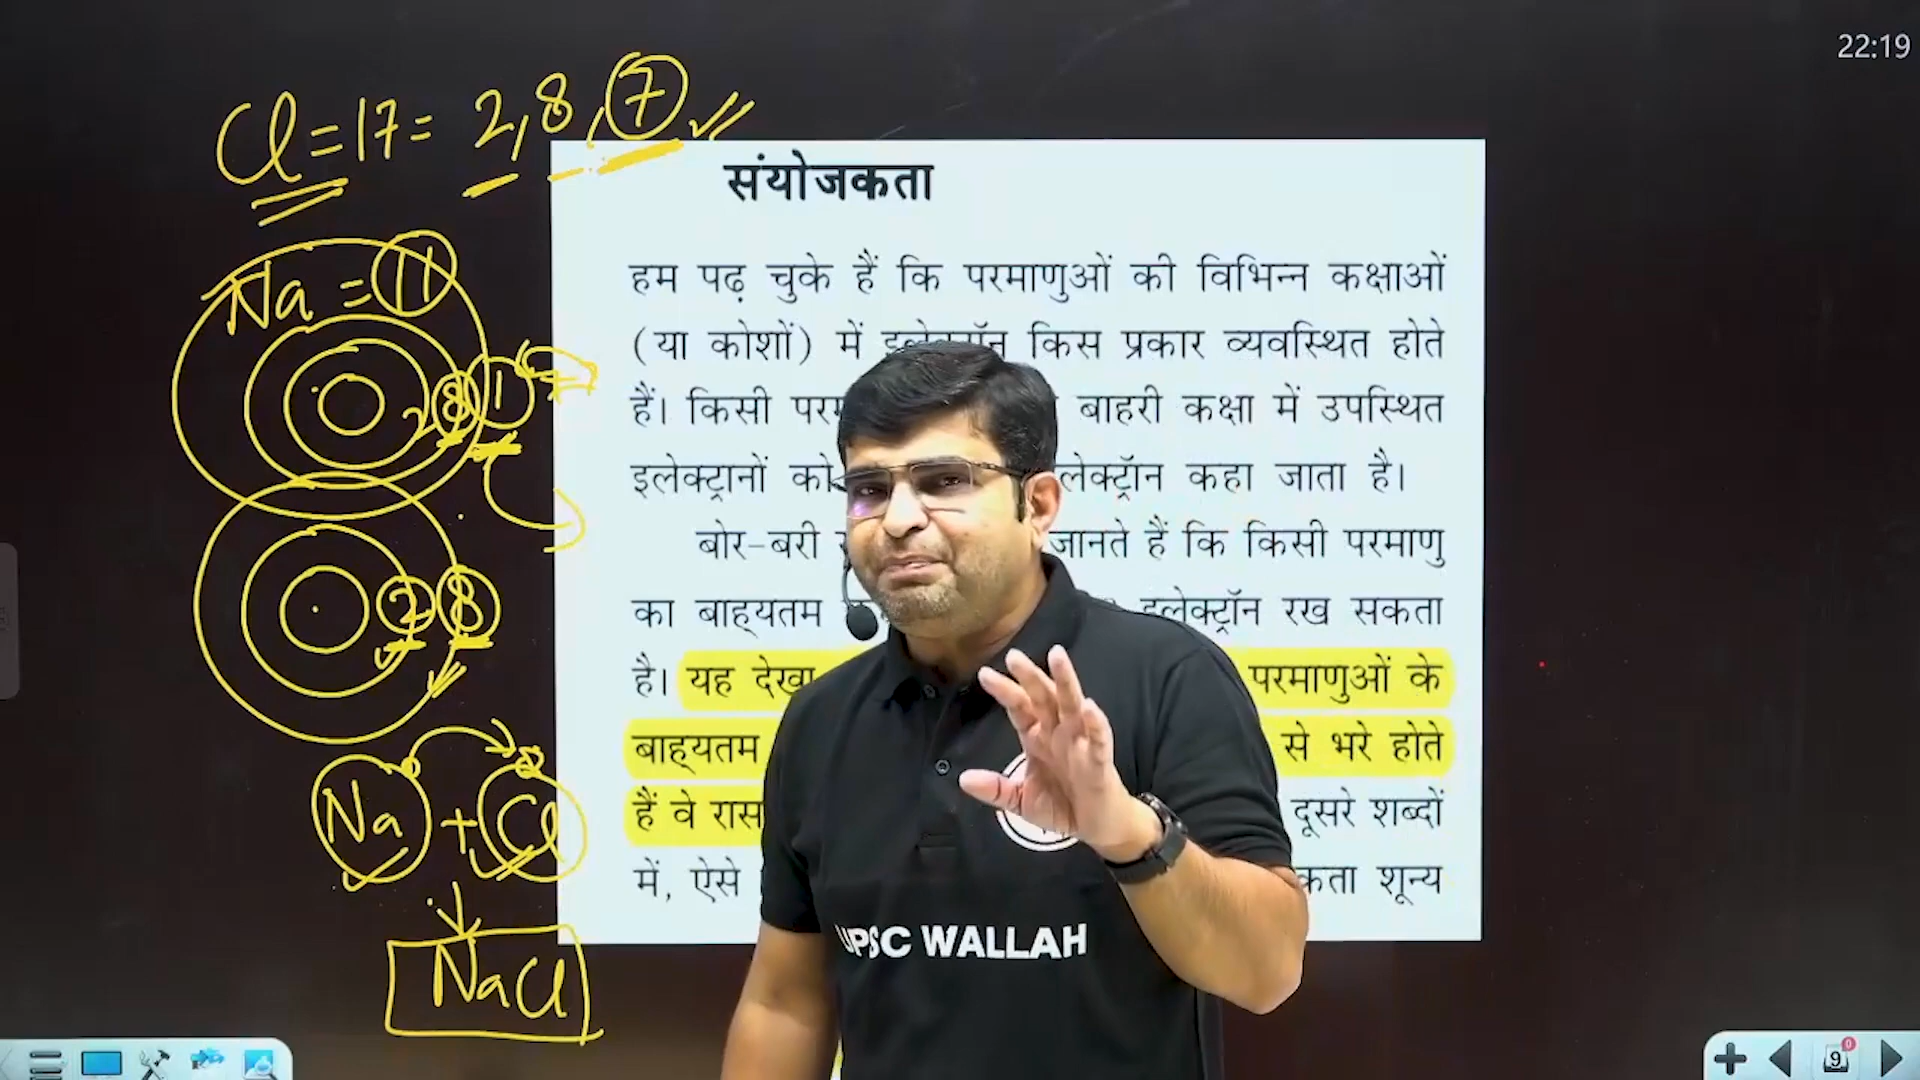 22:19
Cl = 17 = 2, 8, 7
संयोजकता
Na = 11
हम पढ़ चुके हैं कि परमाणुओं की विभिन्न कक्षाओं
(या कोशों) में इलेक्ट्रॉन किस प्रकार व्यवस्थित होते
2 8 1
हैं। किसी बाहरी कक्षा में उपस्थित
इलेक्ट्रानों को कहा जाता है।
बोर-बरी जानते हैं कि किसी परमाणु
2 8
का बाह्यतम इलेक्ट्रॉन रख सकता
है। यह देखा परमाणुओं के
बाह्यतम से भरे होते
Na + Cl
हैं वे दूसरे शब्दों
में, ऐसे शून्य
UPSC WALLAH
NaCl
9
0